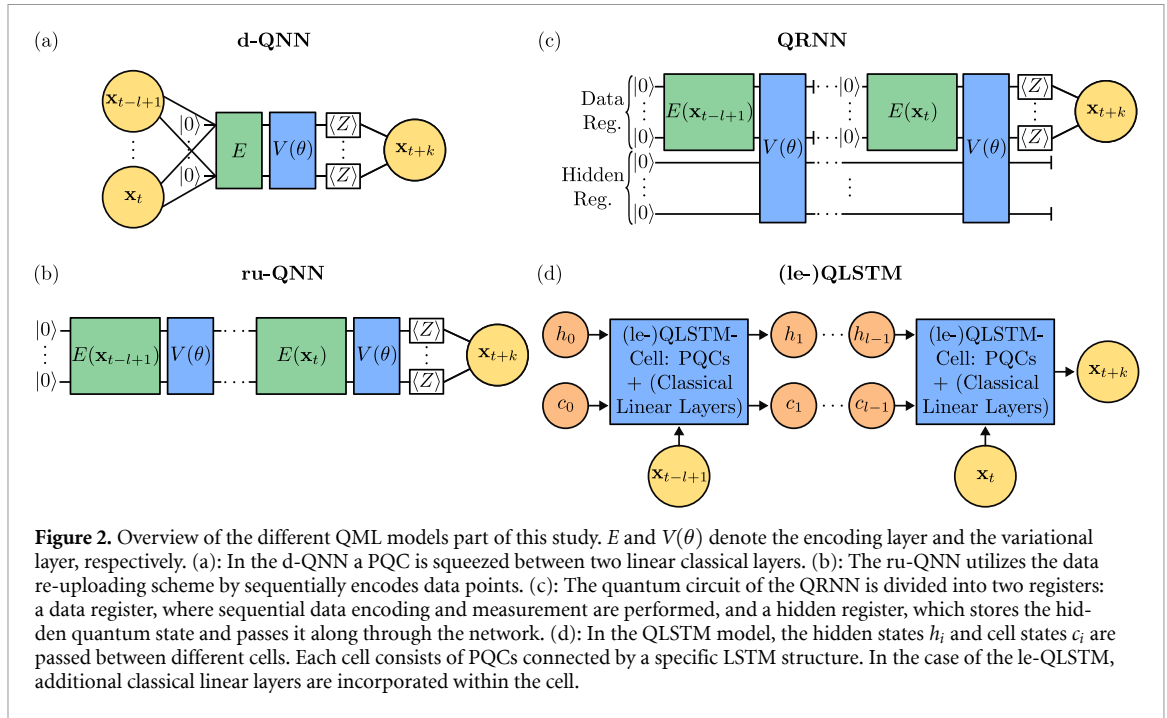 (a) d-QNN
x_{t−l+1}
⋮
x_t
|0⟩
⋮
|0⟩
E
V(θ)
⟨Z⟩
⋮
⟨Z⟩
x_{t+k}
(c) QRNN
Data
Reg.
Hidden
Reg.
|0⟩
⋮
|0⟩
|0⟩
⋮
|0⟩
E(x_{t−l+1})
V(θ)
···
|0⟩
⋮
|0⟩
⋮
···
E(x_t)
V(θ)
⟨Z⟩
⋮
⟨Z⟩
x_{t+k}
(b) ru-QNN
|0⟩
⋮
|0⟩
E(x_{t−l+1})
V(θ)
···
···
E(x_t)
V(θ)
⟨Z⟩
⋮
⟨Z⟩
x_{t+k}
(d) (le-)QLSTM
h_0
c_0
(le-)QLSTM-
Cell: PQCs
+ (Classical
Linear Layers)
x_{t−l+1}
h_1 ··· h_{l−1}
c_1 ··· c_{l−1}
(le-)QLSTM-
Cell: PQCs
+ (Classical
Linear Layers)
x_t
x_{t+k}
Figure 2. Overview of the different QML models part of this study. E and V(θ) denote the encoding layer and the variational
layer, respectively. (a): In the d-QNN a PQC is squeezed between two linear classical layers. (b): The ru-QNN utilizes the data
re-uploading scheme by sequentially encodes data points. (c): The quantum circuit of the QRNN is divided into two registers:
a data register, where sequential data encoding and measurement are performed, and a hidden register, which stores the hid-
den quantum state and passes it along through the network. (d): In the QLSTM model, the hidden states h_i and cell states c_i are
passed between different cells. Each cell consists of PQCs connected by a specific LSTM structure. In the case of the le-QLSTM,
additional classical linear layers are incorporated within the cell.